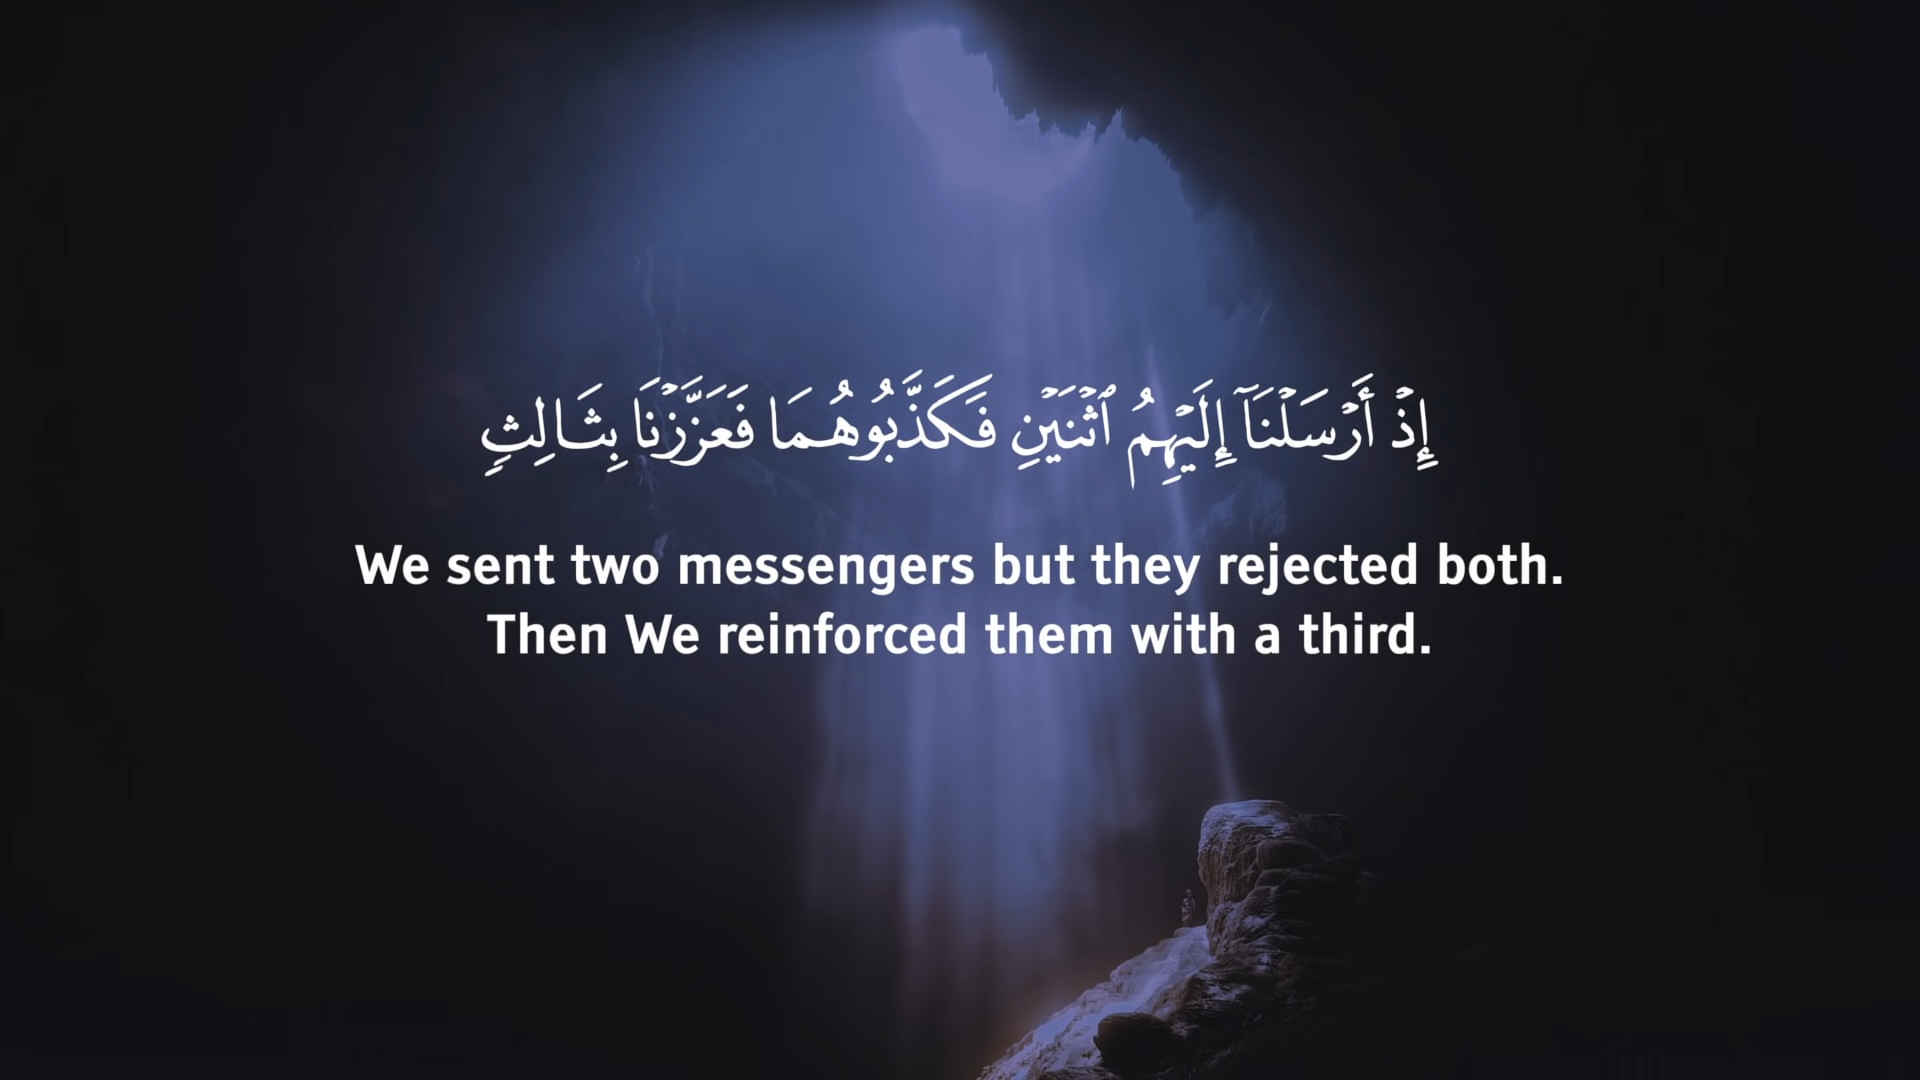 إِذْ أَرْسَلْنَآ إِلَيْهِمُ ٱثْنَيْنِ فَكَذَّبُوهُمَا فَعَزَّزْنَا بِثَالِثٍ
We sent two messengers but they rejected both.
Then We reinforced them with a third.